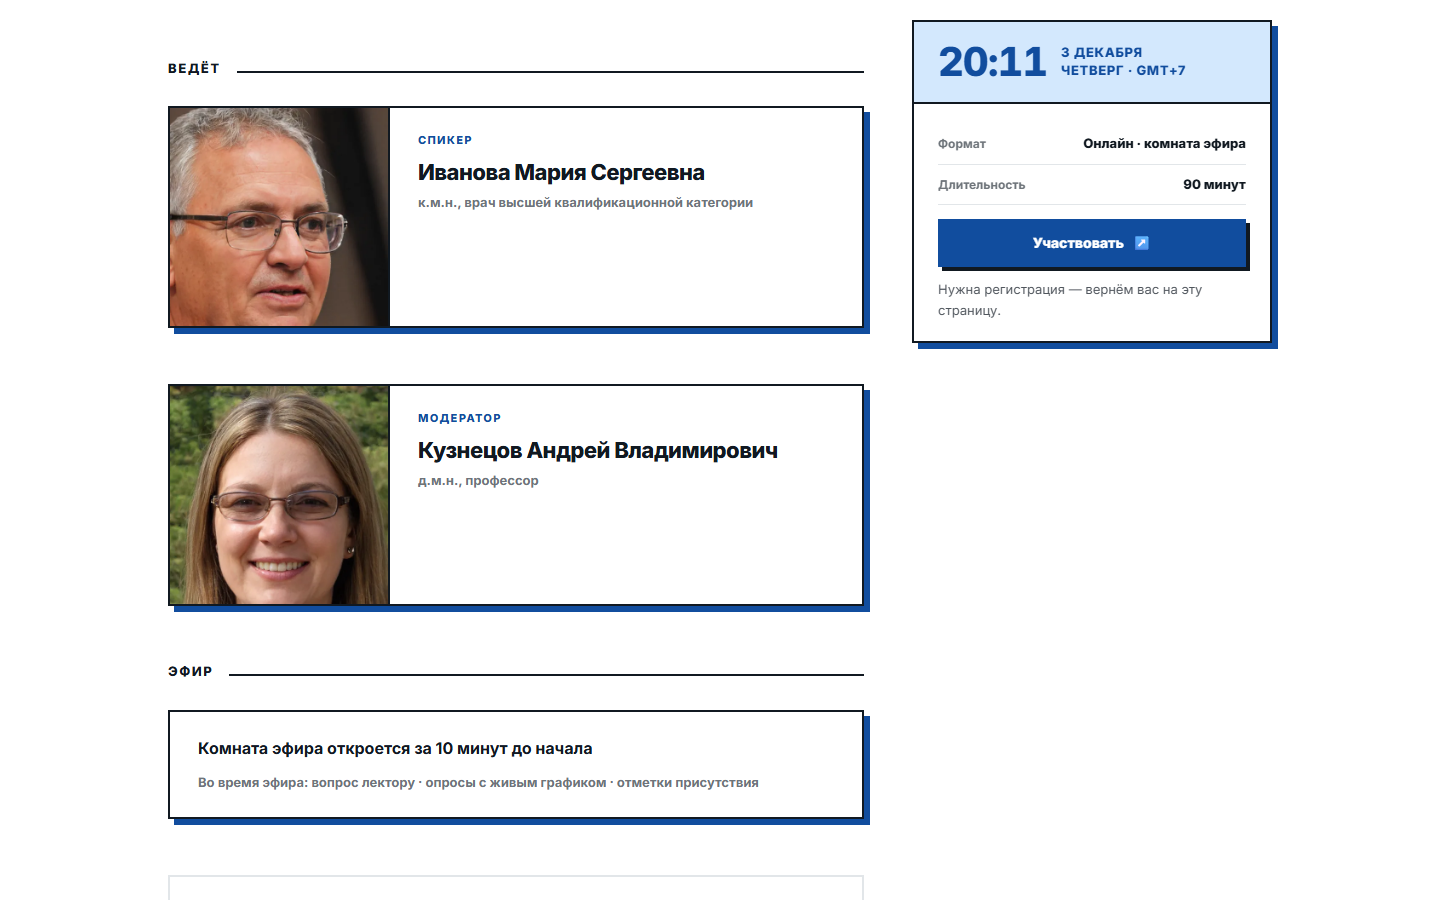 ВЕДЁТ
СПИКЕР
Иванова Мария Сергеевна
к.м.н., врач высшей квалификационной категории
МОДЕРАТОР
Кузнецов Андрей Владимирович
д.м.н., профессор
ЭФИР
Комната эфира откроется за 10 минут до начала
Во время эфира: вопрос лектору · опросы с живым графиком · отметки присутствия
20:11
3 ДЕКАБРЯ
ЧЕТВЕРГ · GMT+7
Формат Онлайн · комната эфира
Длительность 90 минут
Участвовать ↗
Нужна регистрация — вернём вас на эту
страницу.